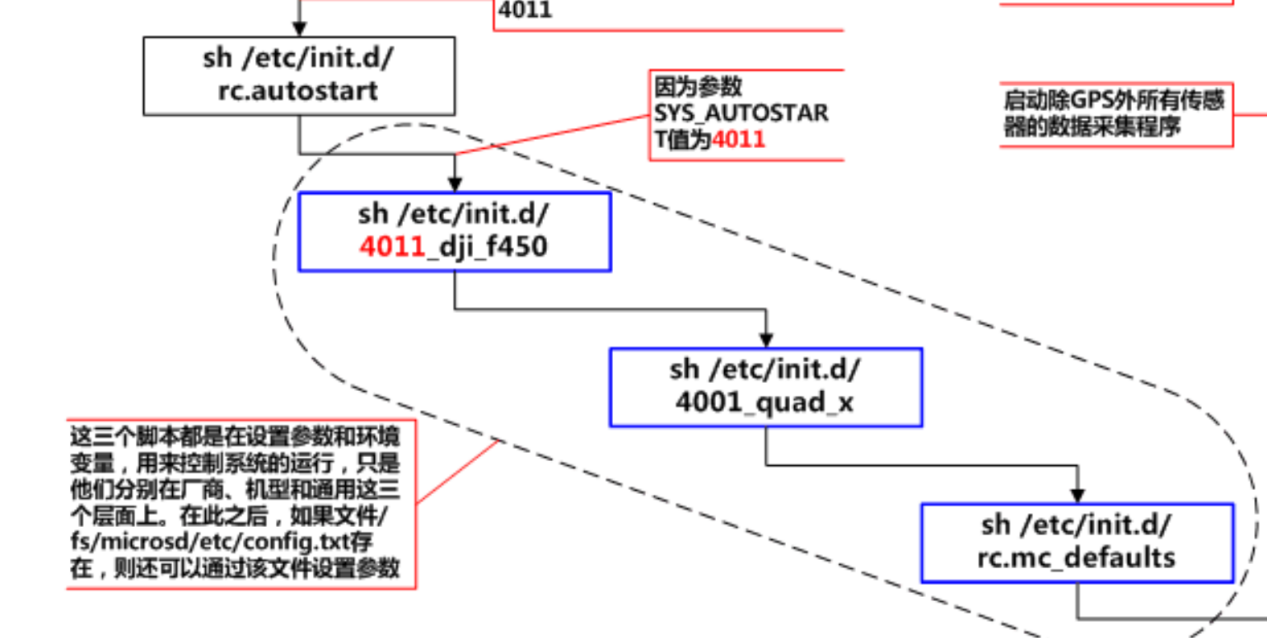 4011
sh /etc/init.d/
rc.autostart
因为参数
SYS_AUTOSTAR
T值为4011
启动除GPS外所有传感
器的数据采集程序
sh /etc/init.d/
4011_dji_f450
sh /etc/init.d/
4001_quad_x
这三个脚本都是在设置参数和环境
变量，用来控制系统的运行，只是
他们分别在厂商、机型和通用这三
个层面上。在此之后，如果文件/
fs/microsd/etc/config.txt存
在，则还可以通过该文件设置参数
sh /etc/init.d/
rc.mc_defaults